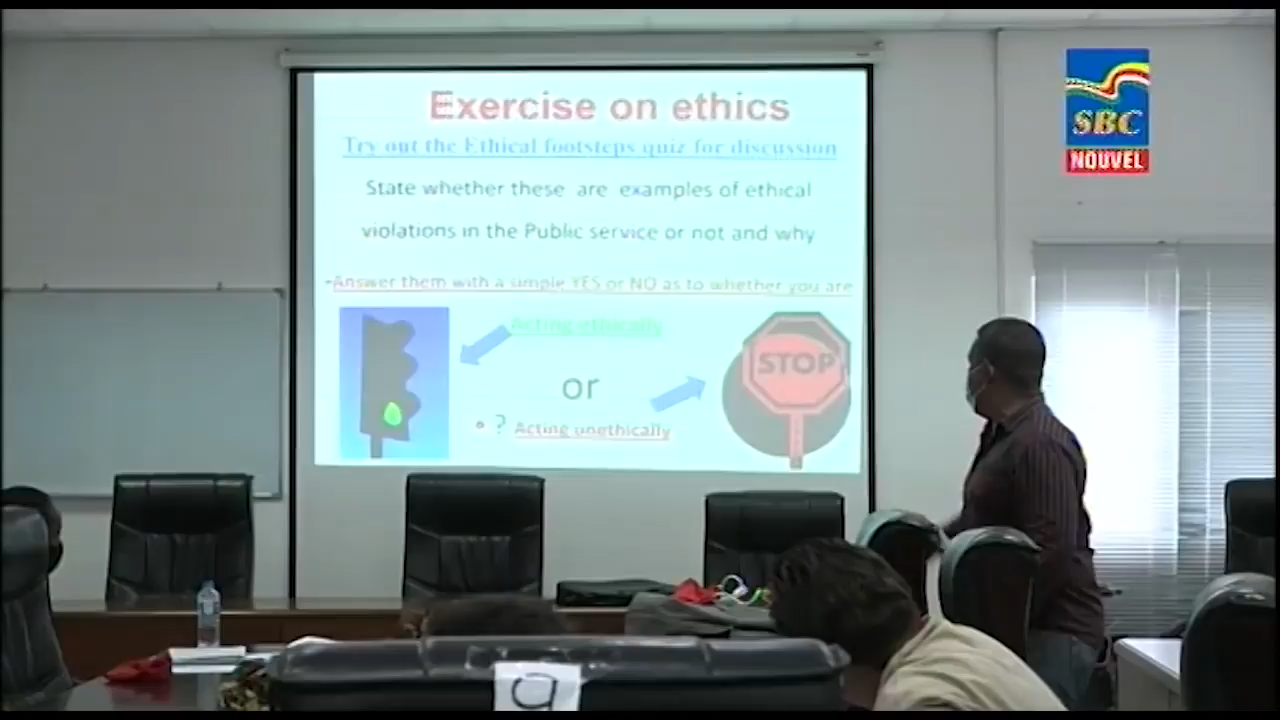 Exercise on ethics
Try out the Ethical footsteps quiz for discussion
State whether these are examples of ethical
violations in the Public service or not and why
-Answer them with a simple YES or NO as to whether you are
Acting ethically
or
• ? Acting unethically
STOP
SBC
NOUVEL
a